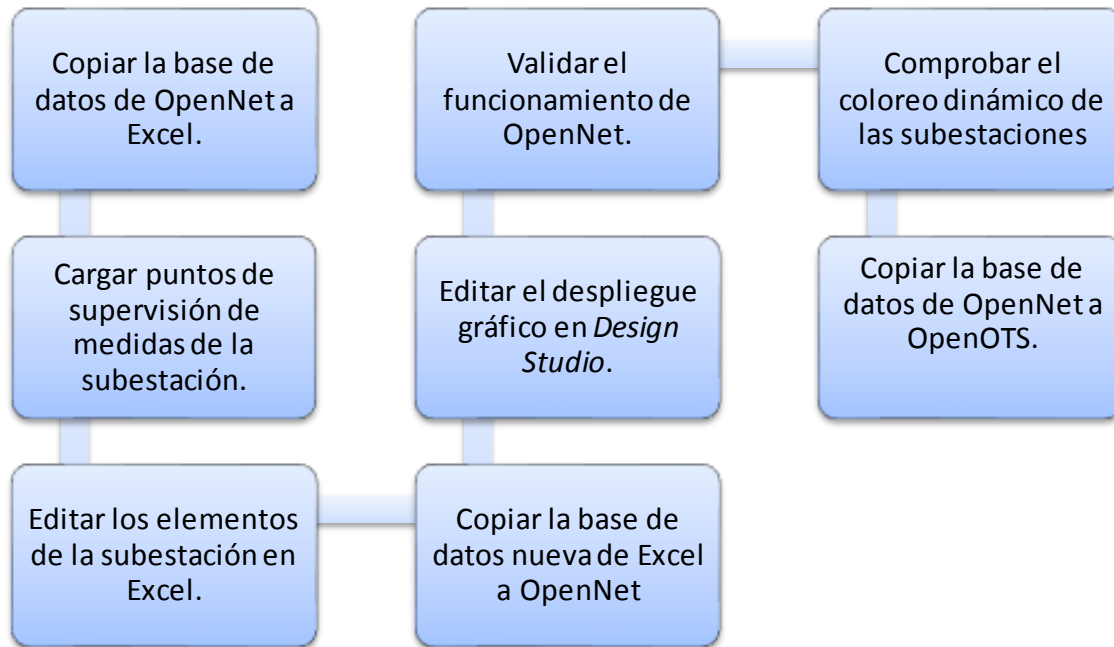 Copiar la base de
datos de OpenNet a
Excel.
Cargar puntos de
supervisión de
medidas de la
subestación.
Editar los elementos
de la subestación en
Excel.
Copiar la base de
datos nueva de Excel
a OpenNet
Editar el despliegue
gráfico en Design
Studio.
Validar el
funcionamiento de
OpenNet.
Comprobar el
coloreo dinámico de
las subestaciones
Copiar la base de
datos de OpenNet a
OpenOTS.